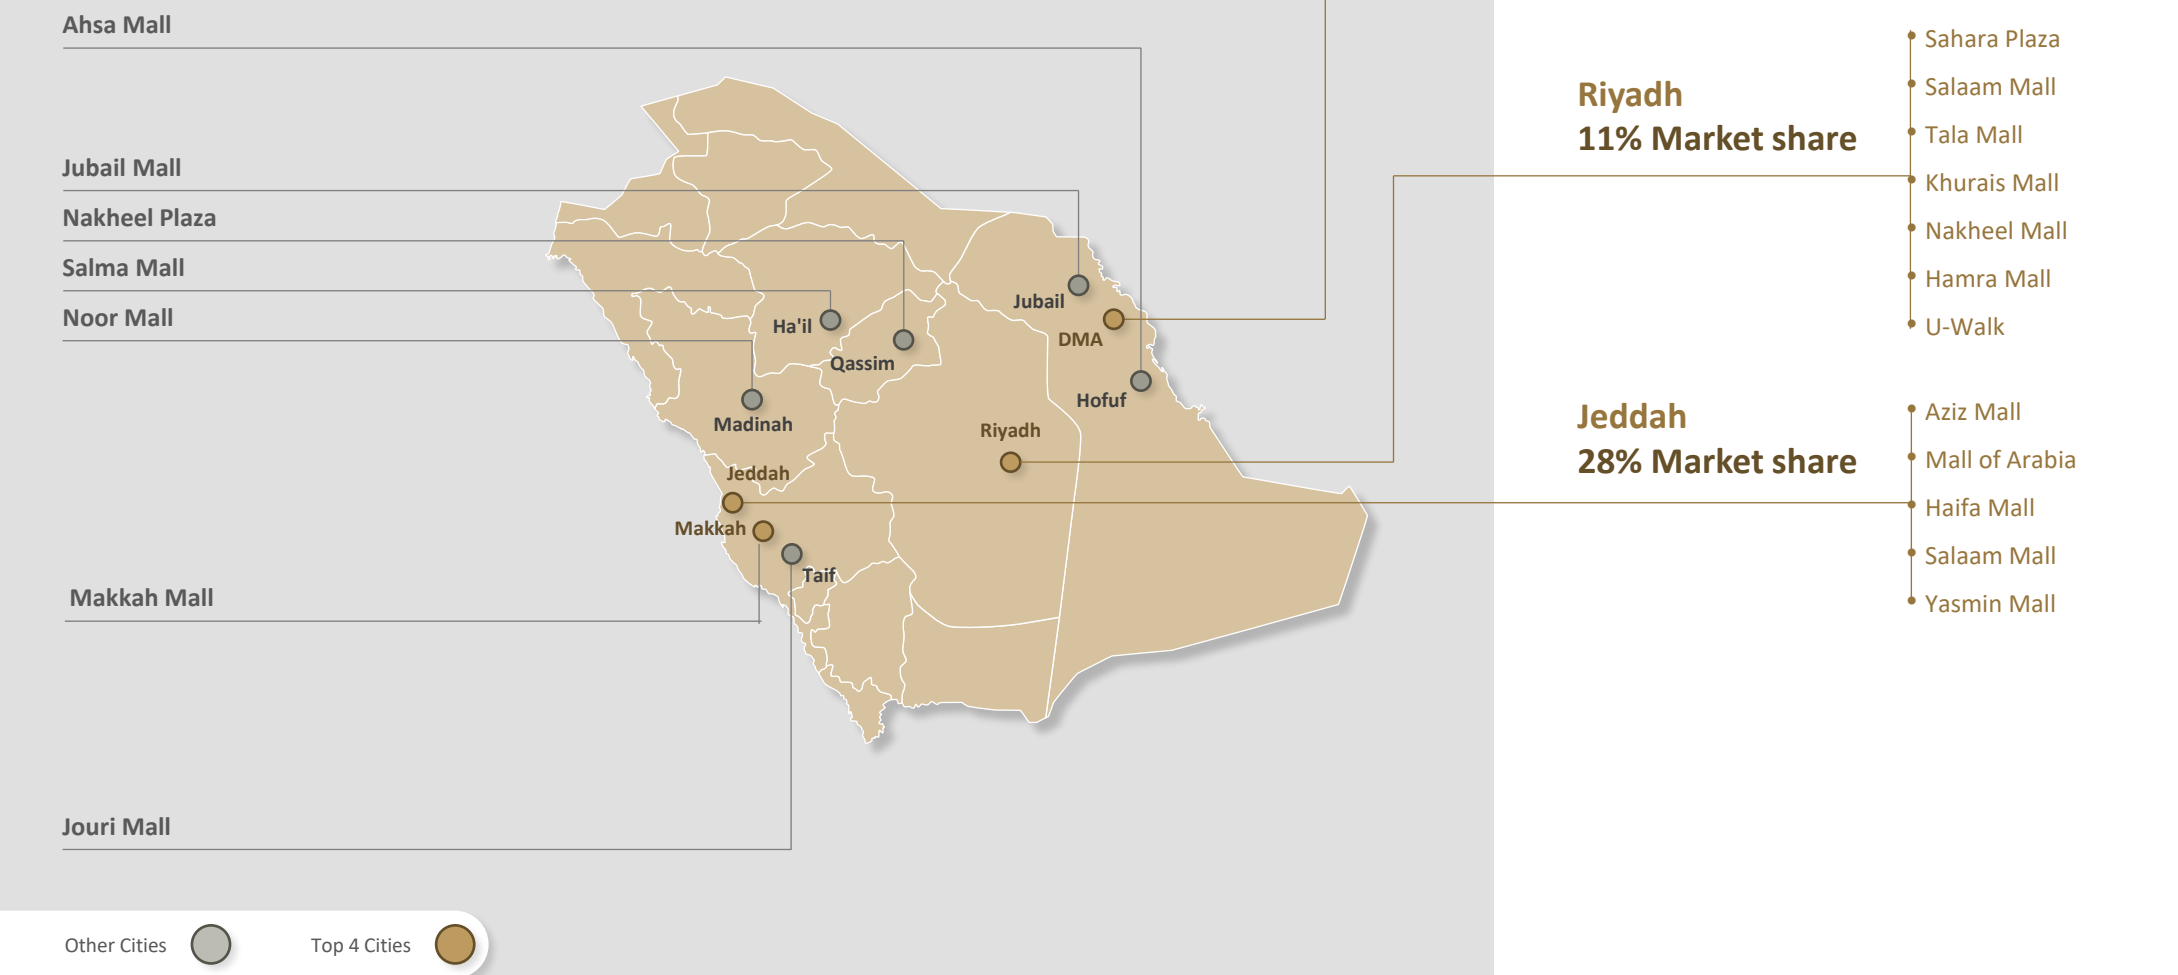 Ahsa Mall
Jubail Mall
Nakheel Plaza
Salma Mall
Noor Mall
Makkah Mall
Jouri Mall
Jubail
DMA
Ha'il
Qassim
Hofuf
Madinah
Riyadh
Jeddah
Makkah
Taif
Riyadh
11% Market share
Sahara Plaza
Salaam Mall
Tala Mall
Khurais Mall
Nakheel Mall
Hamra Mall
U-Walk
Jeddah
28% Market share
Aziz Mall
Mall of Arabia
Haifa Mall
Salaam Mall
Yasmin Mall
Other Cities
Top 4 Cities